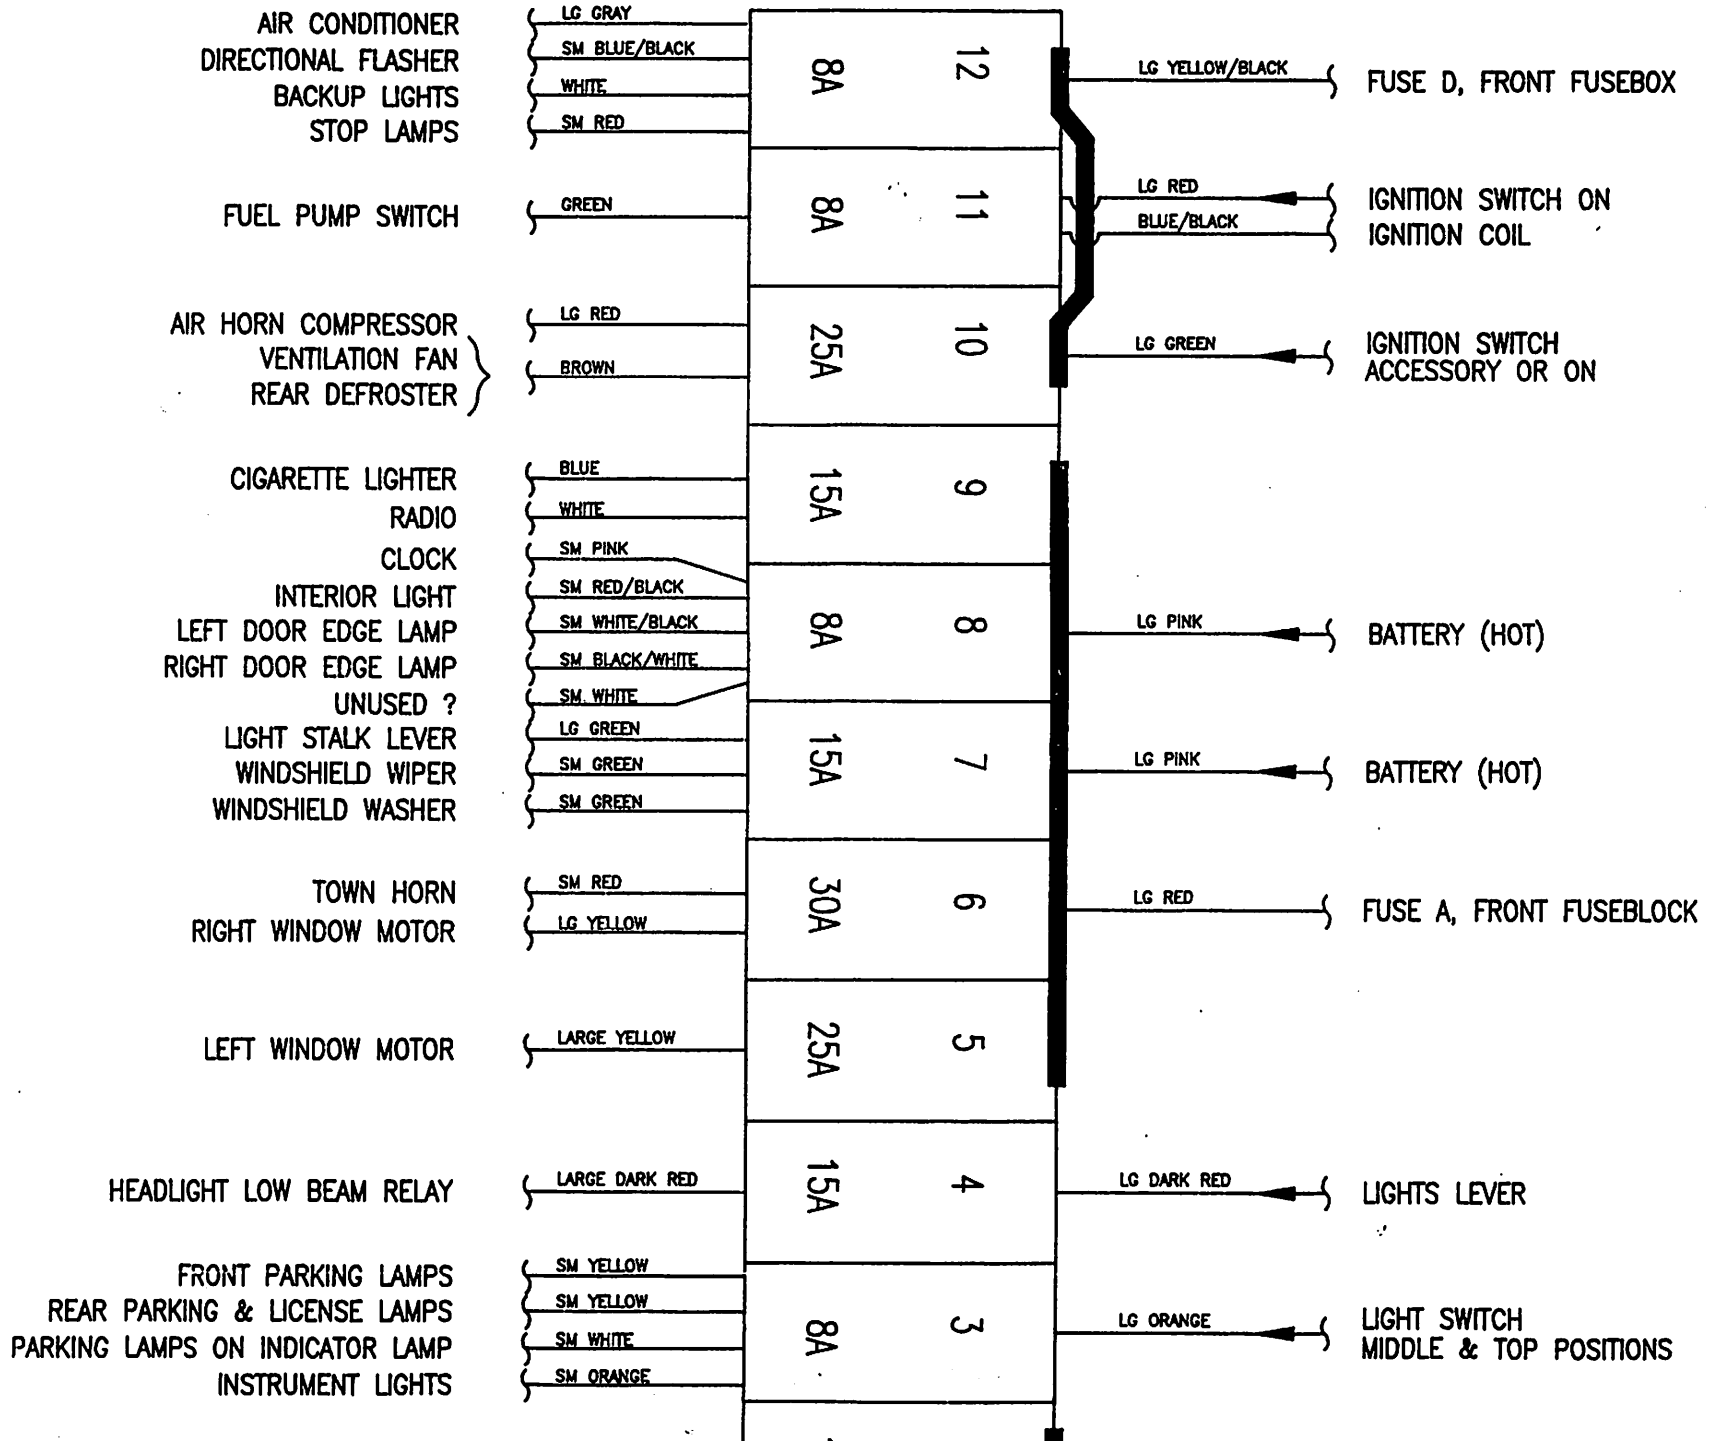 AIR CONDITIONER LG GRAY
DIRECTIONAL FLASHER SM BLUE/BLACK
BACKUP LIGHTS WHITE
STOP LAMPS SM RED
8A 12
LG YELLOW/BLACK FUSE D, FRONT FUSEBOX
FUEL PUMP SWITCH GREEN
8A 11
LG RED IGNITION SWITCH ON
BLUE/BLACK IGNITION COIL
AIR HORN COMPRESSOR LG RED
VENTILATION FAN
REAR DEFROSTER
BROWN
25A 10
LG GREEN IGNITION SWITCH
ACCESSORY OR ON
CIGARETTE LIGHTER BLUE
RADIO WHITE
15A 9
CLOCK SM PINK
INTERIOR LIGHT SM RED/BLACK
LEFT DOOR EDGE LAMP SM WHITE/BLACK
RIGHT DOOR EDGE LAMP SM BLACK/WHITE
UNUSED ? SM. WHITE
8A 8
LG PINK BATTERY (HOT)
LIGHT STALK LEVER LG GREEN
WINDSHIELD WIPER SM GREEN
WINDSHIELD WASHER SM GREEN
15A 7
LG PINK BATTERY (HOT)
TOWN HORN SM RED
RIGHT WINDOW MOTOR LG YELLOW
30A 6
LG RED FUSE A, FRONT FUSEBLOCK
LEFT WINDOW MOTOR LARGE YELLOW
25A 5
HEADLIGHT LOW BEAM RELAY LARGE DARK RED
15A 4
LG DARK RED LIGHTS LEVER
FRONT PARKING LAMPS SM YELLOW
REAR PARKING & LICENSE LAMPS SM YELLOW
PARKING LAMPS ON INDICATOR LAMP SM WHITE
INSTRUMENT LIGHTS SM ORANGE
8A 3
LG ORANGE LIGHT SWITCH
MIDDLE & TOP POSITIONS